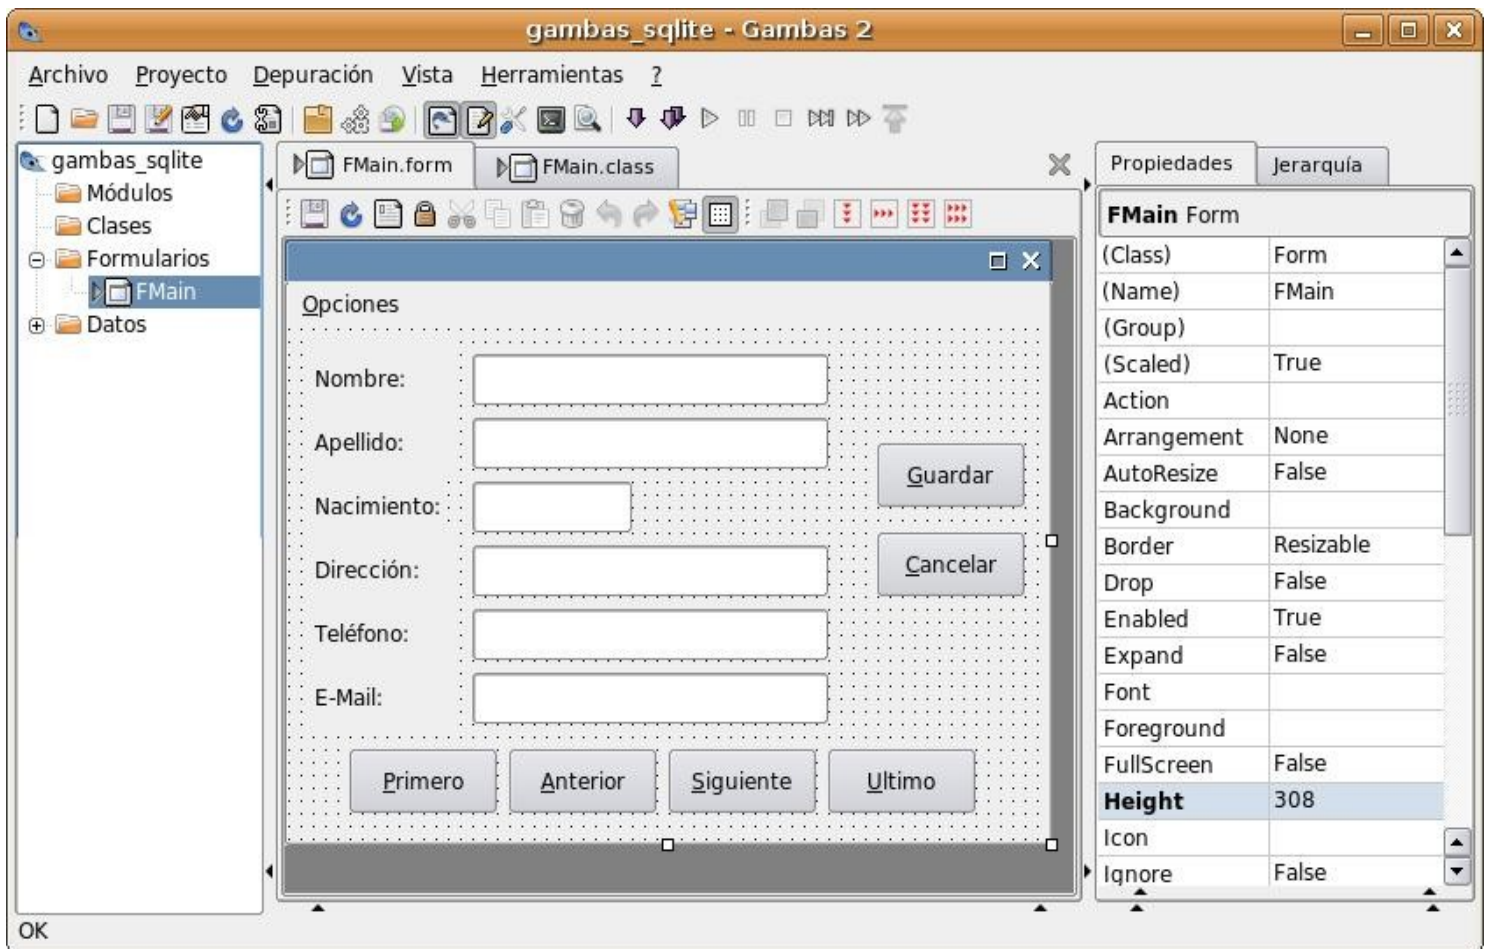 gambas_sqlite - Gambas 2
Archivo Proyecto Depuración Vista Herramientas ?
gambas_sqlite
Módulos
Clases
Formularios
FMain
Datos
FMain.form FMain.class
Opciones
Nombre:
Apellido:
Nacimiento:
Dirección:
Teléfono:
E-Mail:
Guardar
Cancelar
Primero Anterior Siguiente Ultimo
Propiedades Jerarquía
FMain Form
(Class) Form
(Name) FMain
(Group)
(Scaled) True
Action
Arrangement None
AutoResize False
Background
Border Resizable
Drop False
Enabled True
Expand False
Font
Foreground
FullScreen False
Height 308
Icon
Ignore False
OK